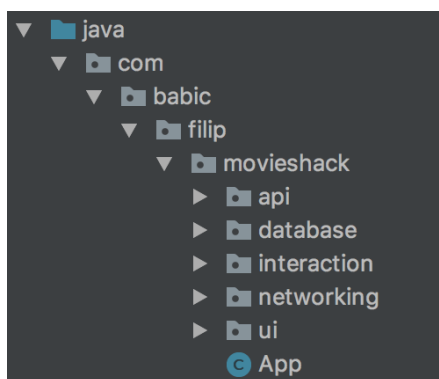 java
com
babic
filip
movieshack
api
database
interaction
networking
ui
C App